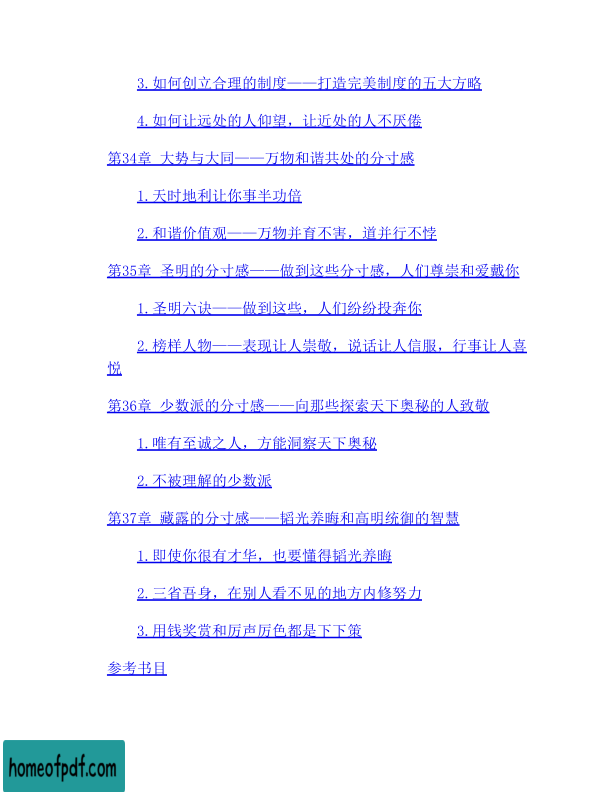 3.如何创立合理的制度——打造完美制度的五大方略
4.如何让远处的人仰望，让近处的人不厌倦
第34章 大势与大同——万物和谐共处的分寸感
1.天时地利让你事半功倍
2.和谐价值观——万物并育不害，道并行不悖
第35章 圣明的分寸感——做到这些分寸感，人们尊崇和爱戴你
1.圣明六诀——做到这些，人们纷纷投奔你
2.榜样人物——表现让人崇敬，说话让人信服，行事让人喜
悦
第36章 少数派的分寸感——向那些探索天下奥秘的人致敬
1.唯有至诚之人，方能洞察天下奥秘
2.不被理解的少数派
第37章 藏露的分寸感——韬光养晦和高明统御的智慧
1.即使你很有才华，也要懂得韬光养晦
2.三省吾身，在别人看不见的地方内修努力
3.用钱奖赏和厉声厉色都是下下策
参考书目
homeofpdf.com